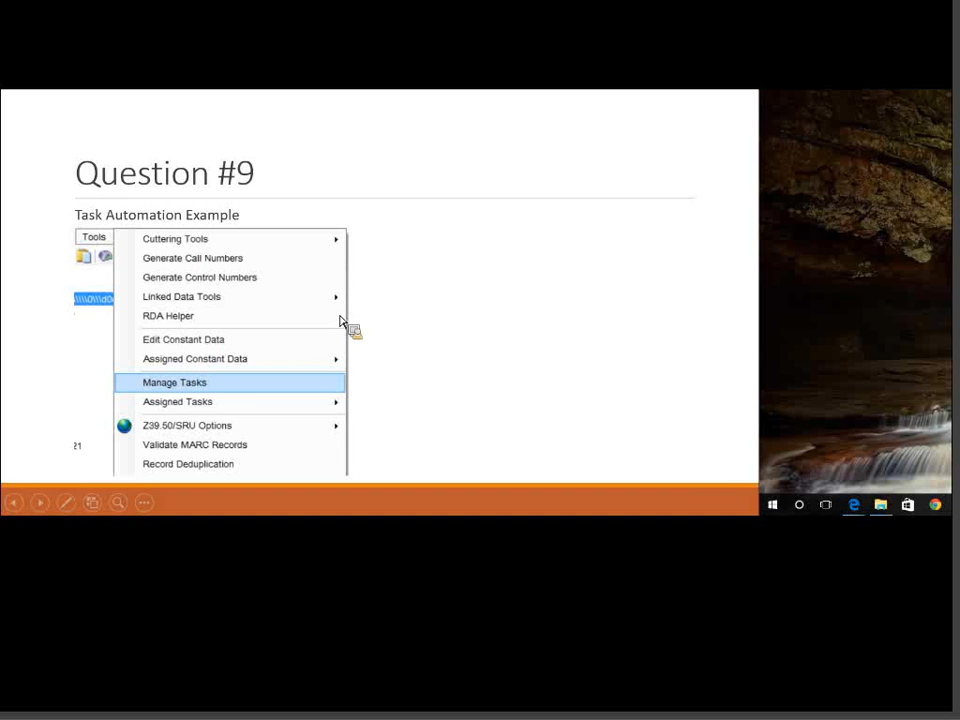 Question #9
Task Automation Example
Tools
Cuttering Tools
Generate Call Numbers
Generate Control Numbers
Linked Data Tools
\\\\0\\\d0
RDA Helper
Edit Constant Data
Assigned Constant Data
Manage Tasks
Assigned Tasks
Z39.50/SRU Options
21
Validate MARC Records
Record Deduplication